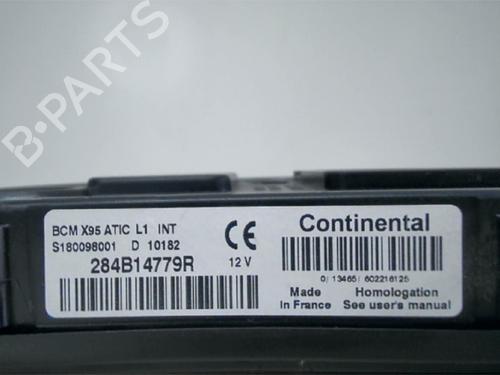 B-PARTS
BCM X95 ATIC L1 INT
S180098001 D 10182
284B14779R
12 V
CE
Continental
0/13465/602216125
Made Homologation
In France See user's manual